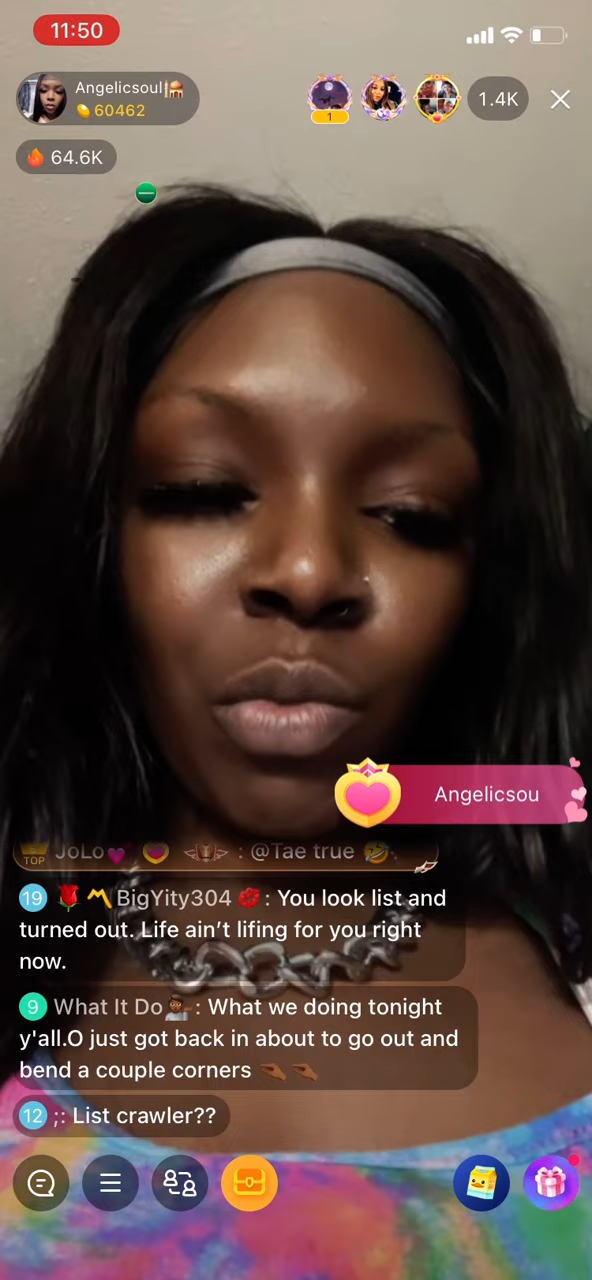 11:50
Angelicsoul
60462
1
1.4K
64.6K
Angelicsou
TOP JoLo : @Tae true 🤣
19 🌹 〽️ BigYity304 💋 : You look list and
turned out. Life ain’t lifing for you right
now.
9 What It Do : What we doing tonight
y'all.O just got back in about to go out and
bend a couple corners
12 ;: List crawler??